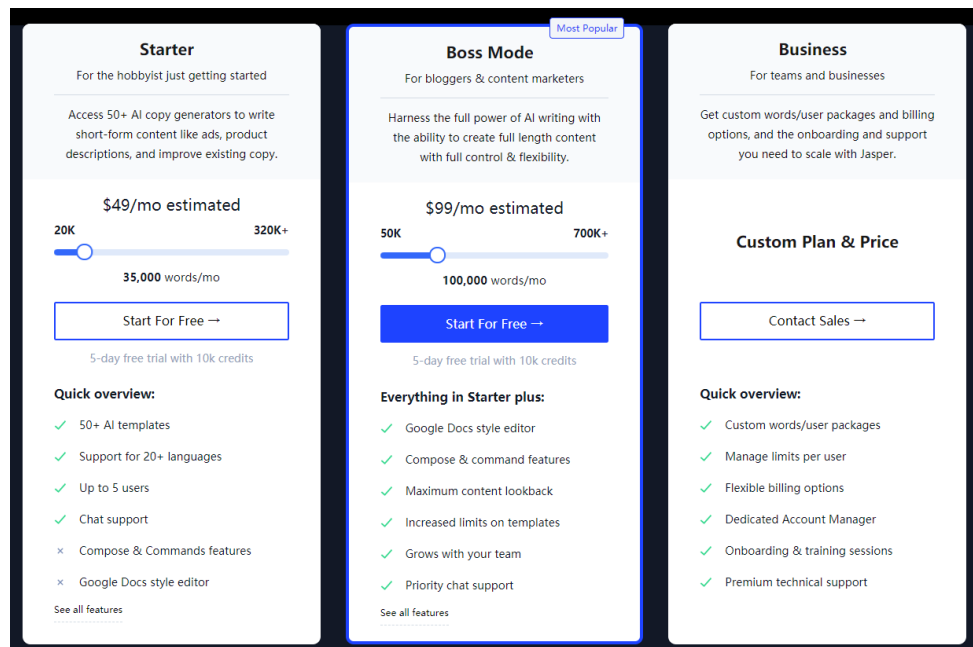 Starter
For the hobbyist just getting started
Access 50+ AI copy generators to write
short-form content like ads, product
descriptions, and improve existing copy.
$49/mo estimated
20K 320K+
35,000 words/mo
Start For Free →
5-day free trial with 10k credits
Quick overview:
50+ AI templates
Support for 20+ languages
Up to 5 users
Chat support
Compose & Commands features
Google Docs style editor
See all features
Most Popular
Boss Mode
For bloggers & content marketers
Harness the full power of AI writing with
the ability to create full length content
with full control & flexibility.
$99/mo estimated
50K 700K+
100,000 words/mo
Start For Free →
5-day free trial with 10k credits
Everything in Starter plus:
Google Docs style editor
Compose & command features
Maximum content lookback
Increased limits on templates
Grows with your team
Priority chat support
See all features
Business
For teams and businesses
Get custom words/user packages and billing
options, and the onboarding and support
you need to scale with Jasper.
Custom Plan & Price
Contact Sales →
Quick overview:
Custom words/user packages
Manage limits per user
Flexible billing options
Dedicated Account Manager
Onboarding & training sessions
Premium technical support